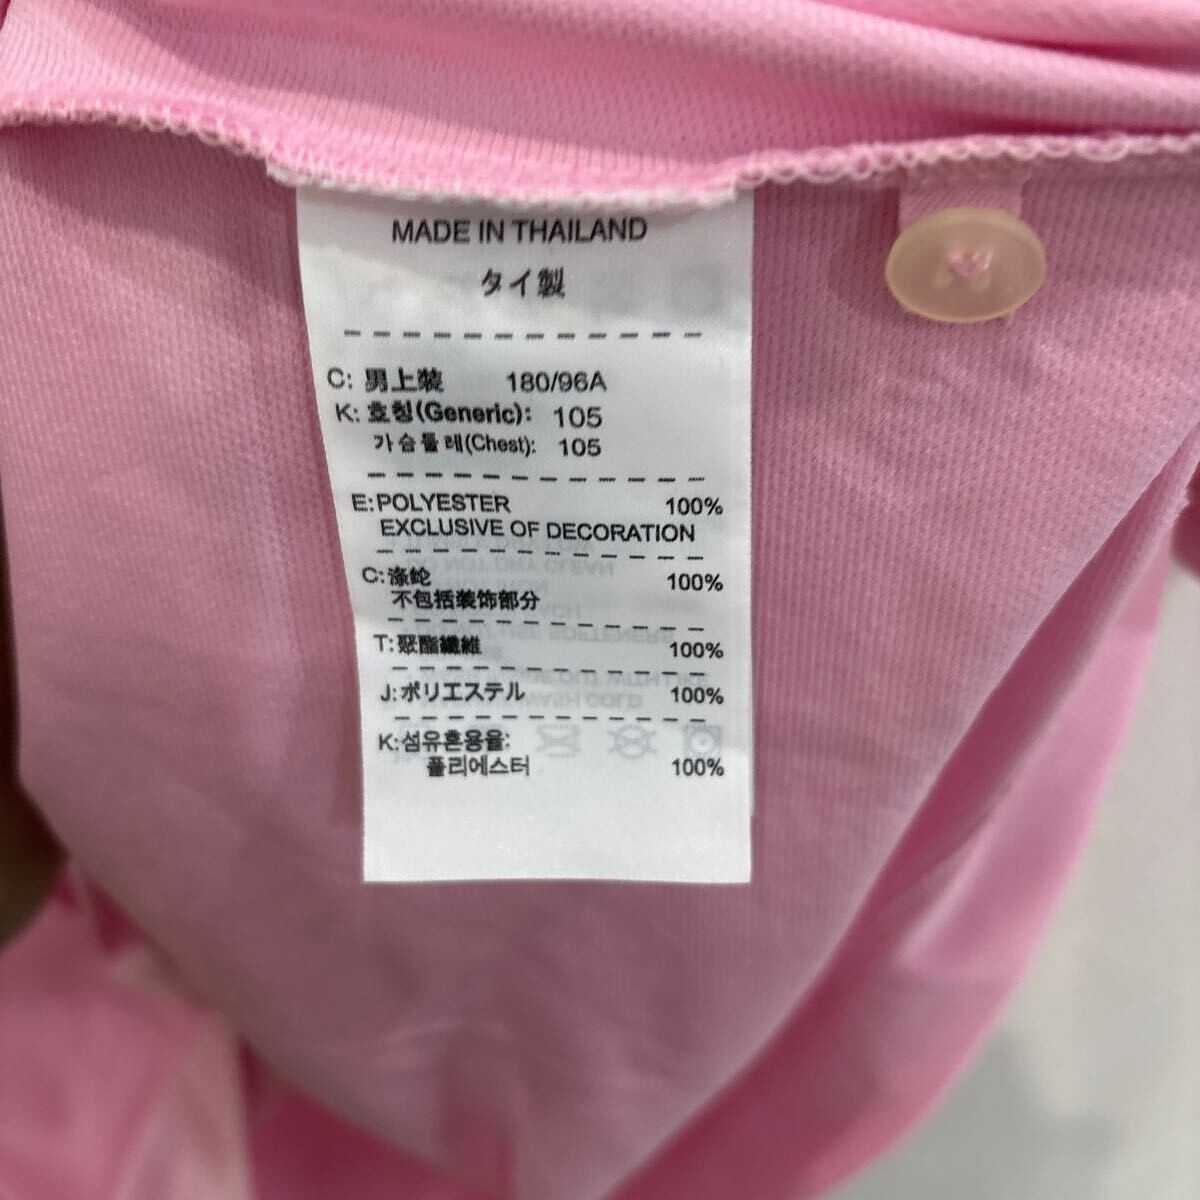 MADE IN THAILAND
タイ製
C: 男上裝 180/96A
K: 호칭(Generic): 105
가슴둘레(Chest): 105
E:POLYESTER 100%
EXCLUSIVE OF DECORATION
C:涤纶 100%
不包括装饰部分
T:聚酯纖維 100%
J:ポリエステル 100%
K:섬유혼용율:
폴리에스터 100%